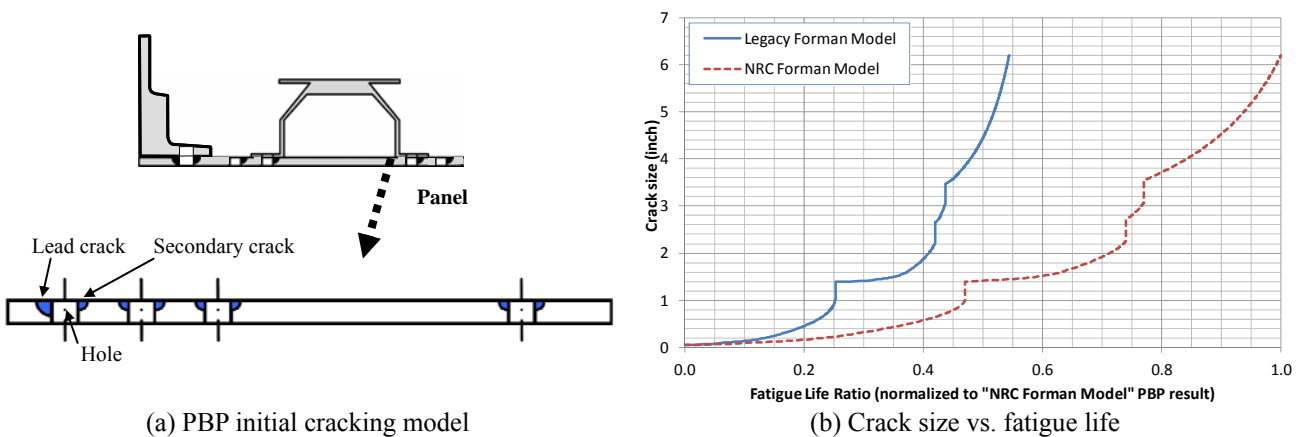 Panel
Lead crack
Secondary crack
Hole
(a) PBP initial cracking model
Legacy Forman Model
NRC Forman Model
Crack size (inch)
7
6
5
4
3
2
1
0
0.0 0.2 0.4 0.6 0.8 1.0
Fatigue Life Ratio (normalized to "NRC Forman Model" PBP result)
(b) Crack size vs. fatigue life